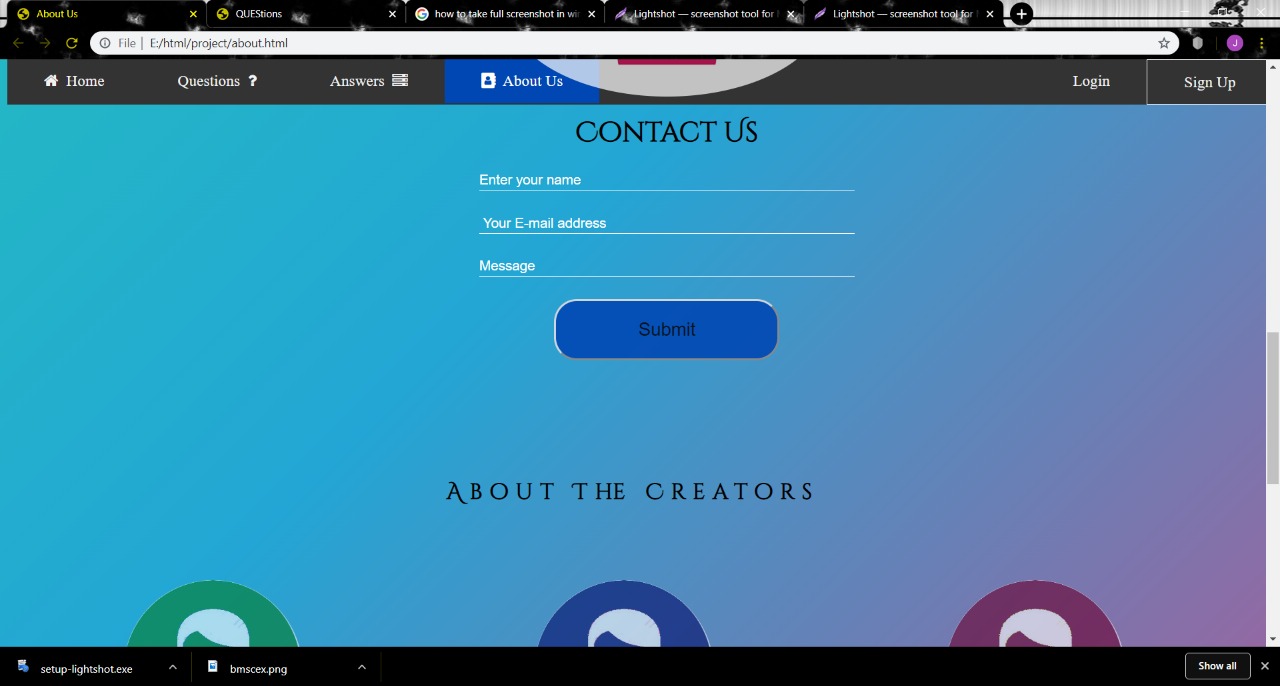 About Us
QUEStions
how to take full screenshot in wi
Lightshot — screenshot tool for
Lightshot — screenshot tool for
File | E:/html/project/about.html
J
Home
Questions ?
Answers
About Us
Login
Sign Up
Contact Us
Enter your name
Your E-mail address
Message
Submit
About The Creators
setup-lightshot.exe
bmscex.png
Show all